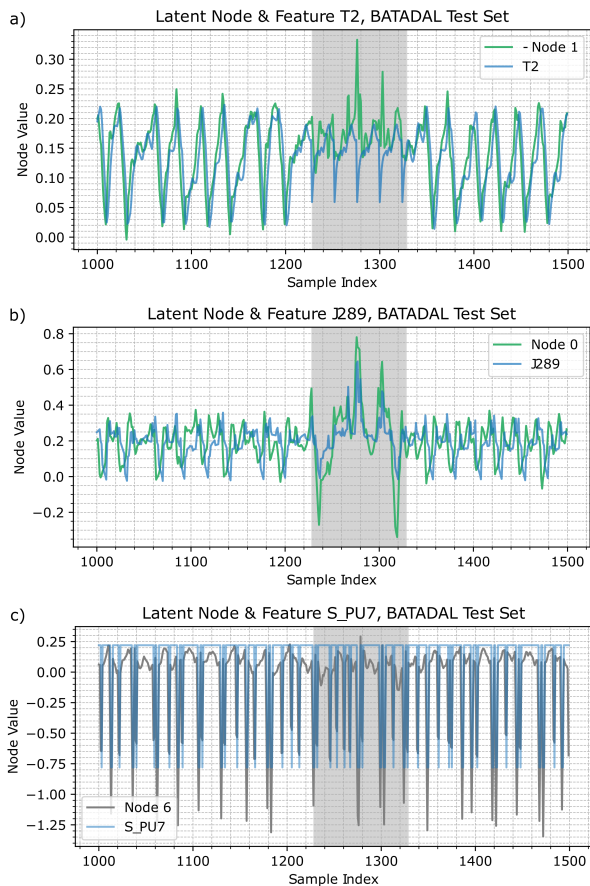 a)
Latent Node & Feature T2, BATADAL Test Set
0.30
0.25
0.20
0.15
0.10
0.05
0.00
Node Value
- Node 1
T2
1000 1100 1200 1300 1400 1500
Sample Index
b)
Latent Node & Feature J289, BATADAL Test Set
0.8
0.6
0.4
0.2
0.0
−0.2
Node Value
Node 0
J289
1000 1100 1200 1300 1400 1500
Sample Index
c)
Latent Node & Feature S_PU7, BATADAL Test Set
0.25
0.00
−0.25
−0.50
−0.75
−1.00
−1.25
Node Value
Node 6
S_PU7
1000 1100 1200 1300 1400 1500
Sample Index